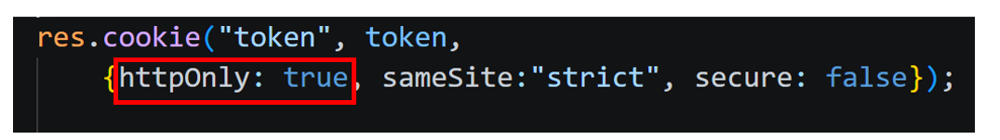 res.cookie("token", token,
{httpOnly: true, sameSite:"strict", secure: false});